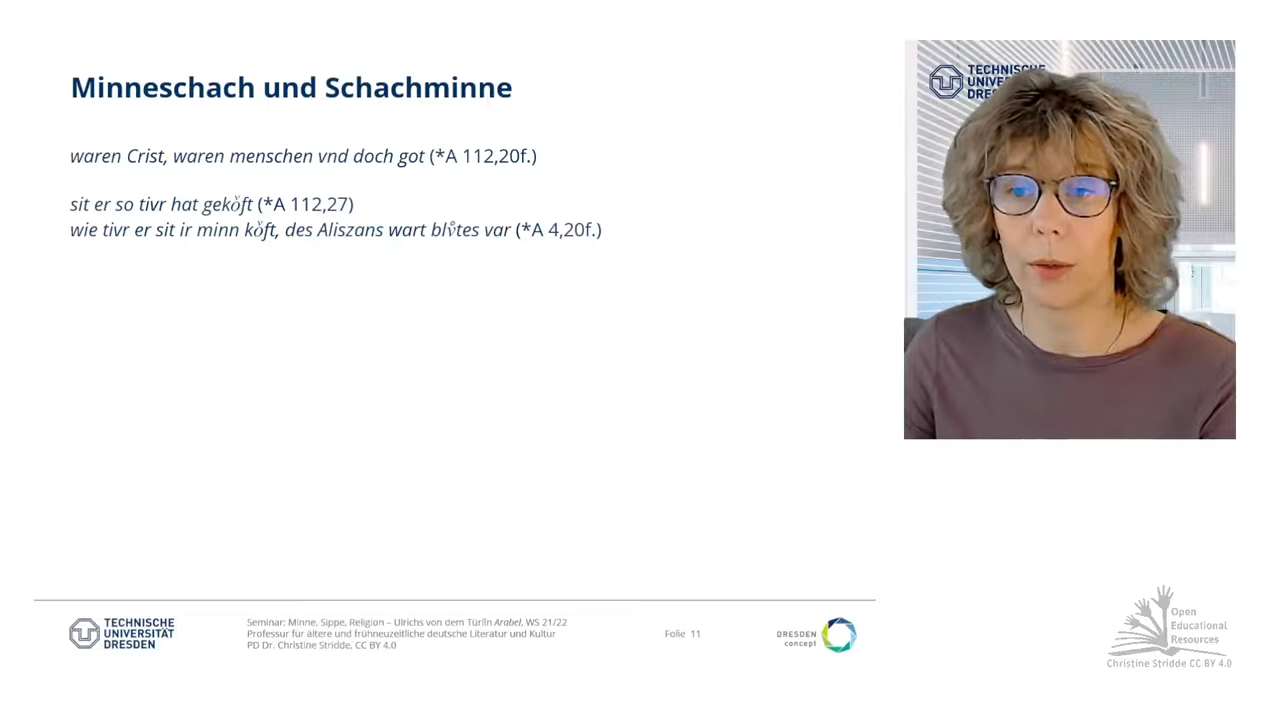 Minneschach und Schachminne
waren Crist, waren menschen vnd doch got (*A 112,20f.)
sit er so tivr hat gekǒ̈ft (*A 112,27)
wie tivr er sit ir minn kǒ̈ft, des Aliszans wart blv̊tes var (*A 4,20f.)
TECHNISCHE
UNIVERSITÄT
DRESDEN
Seminar: Minne, Sippe, Religion – Ulrichs von dem Türlîn Arabel, WS 21/22
Professur für ältere und frühneuzeitliche deutsche Literatur und Kultur
PD Dr. Christine Stridde, CC BY 4.0
Folie 11
DRESDEN
concept
TECHNISCHE
Open
Educational
Resources
Christine Stridde CC BY 4.0